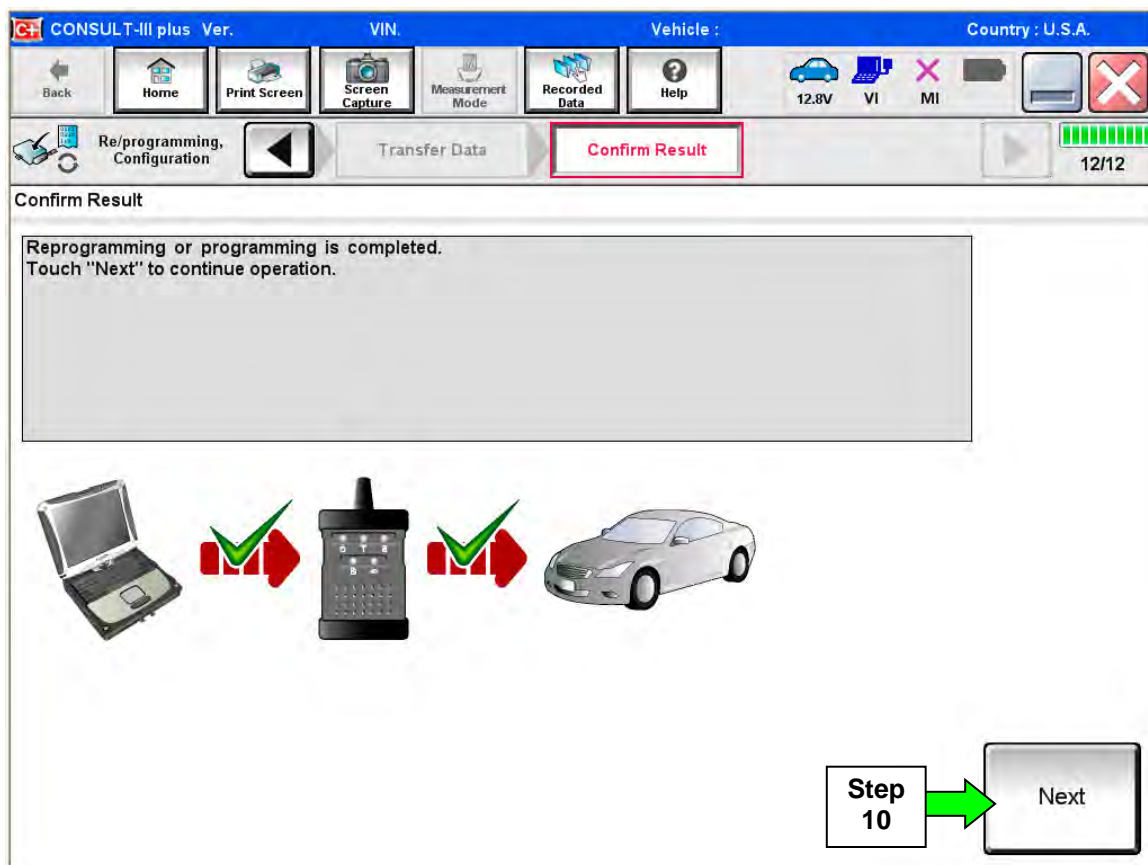 C+ CONSULT-III plus Ver. VIN. Vehicle : Country : U.S.A.
Back
Home
Print Screen
Screen
Capture
Measurement
Mode
Recorded
Data
Help
12.8V
VI
MI
Re/programming,
Configuration
Transfer Data
Confirm Result
12/12
Confirm Result
Reprogramming or programming is completed.
Touch "Next" to continue operation.
Step
10
Next